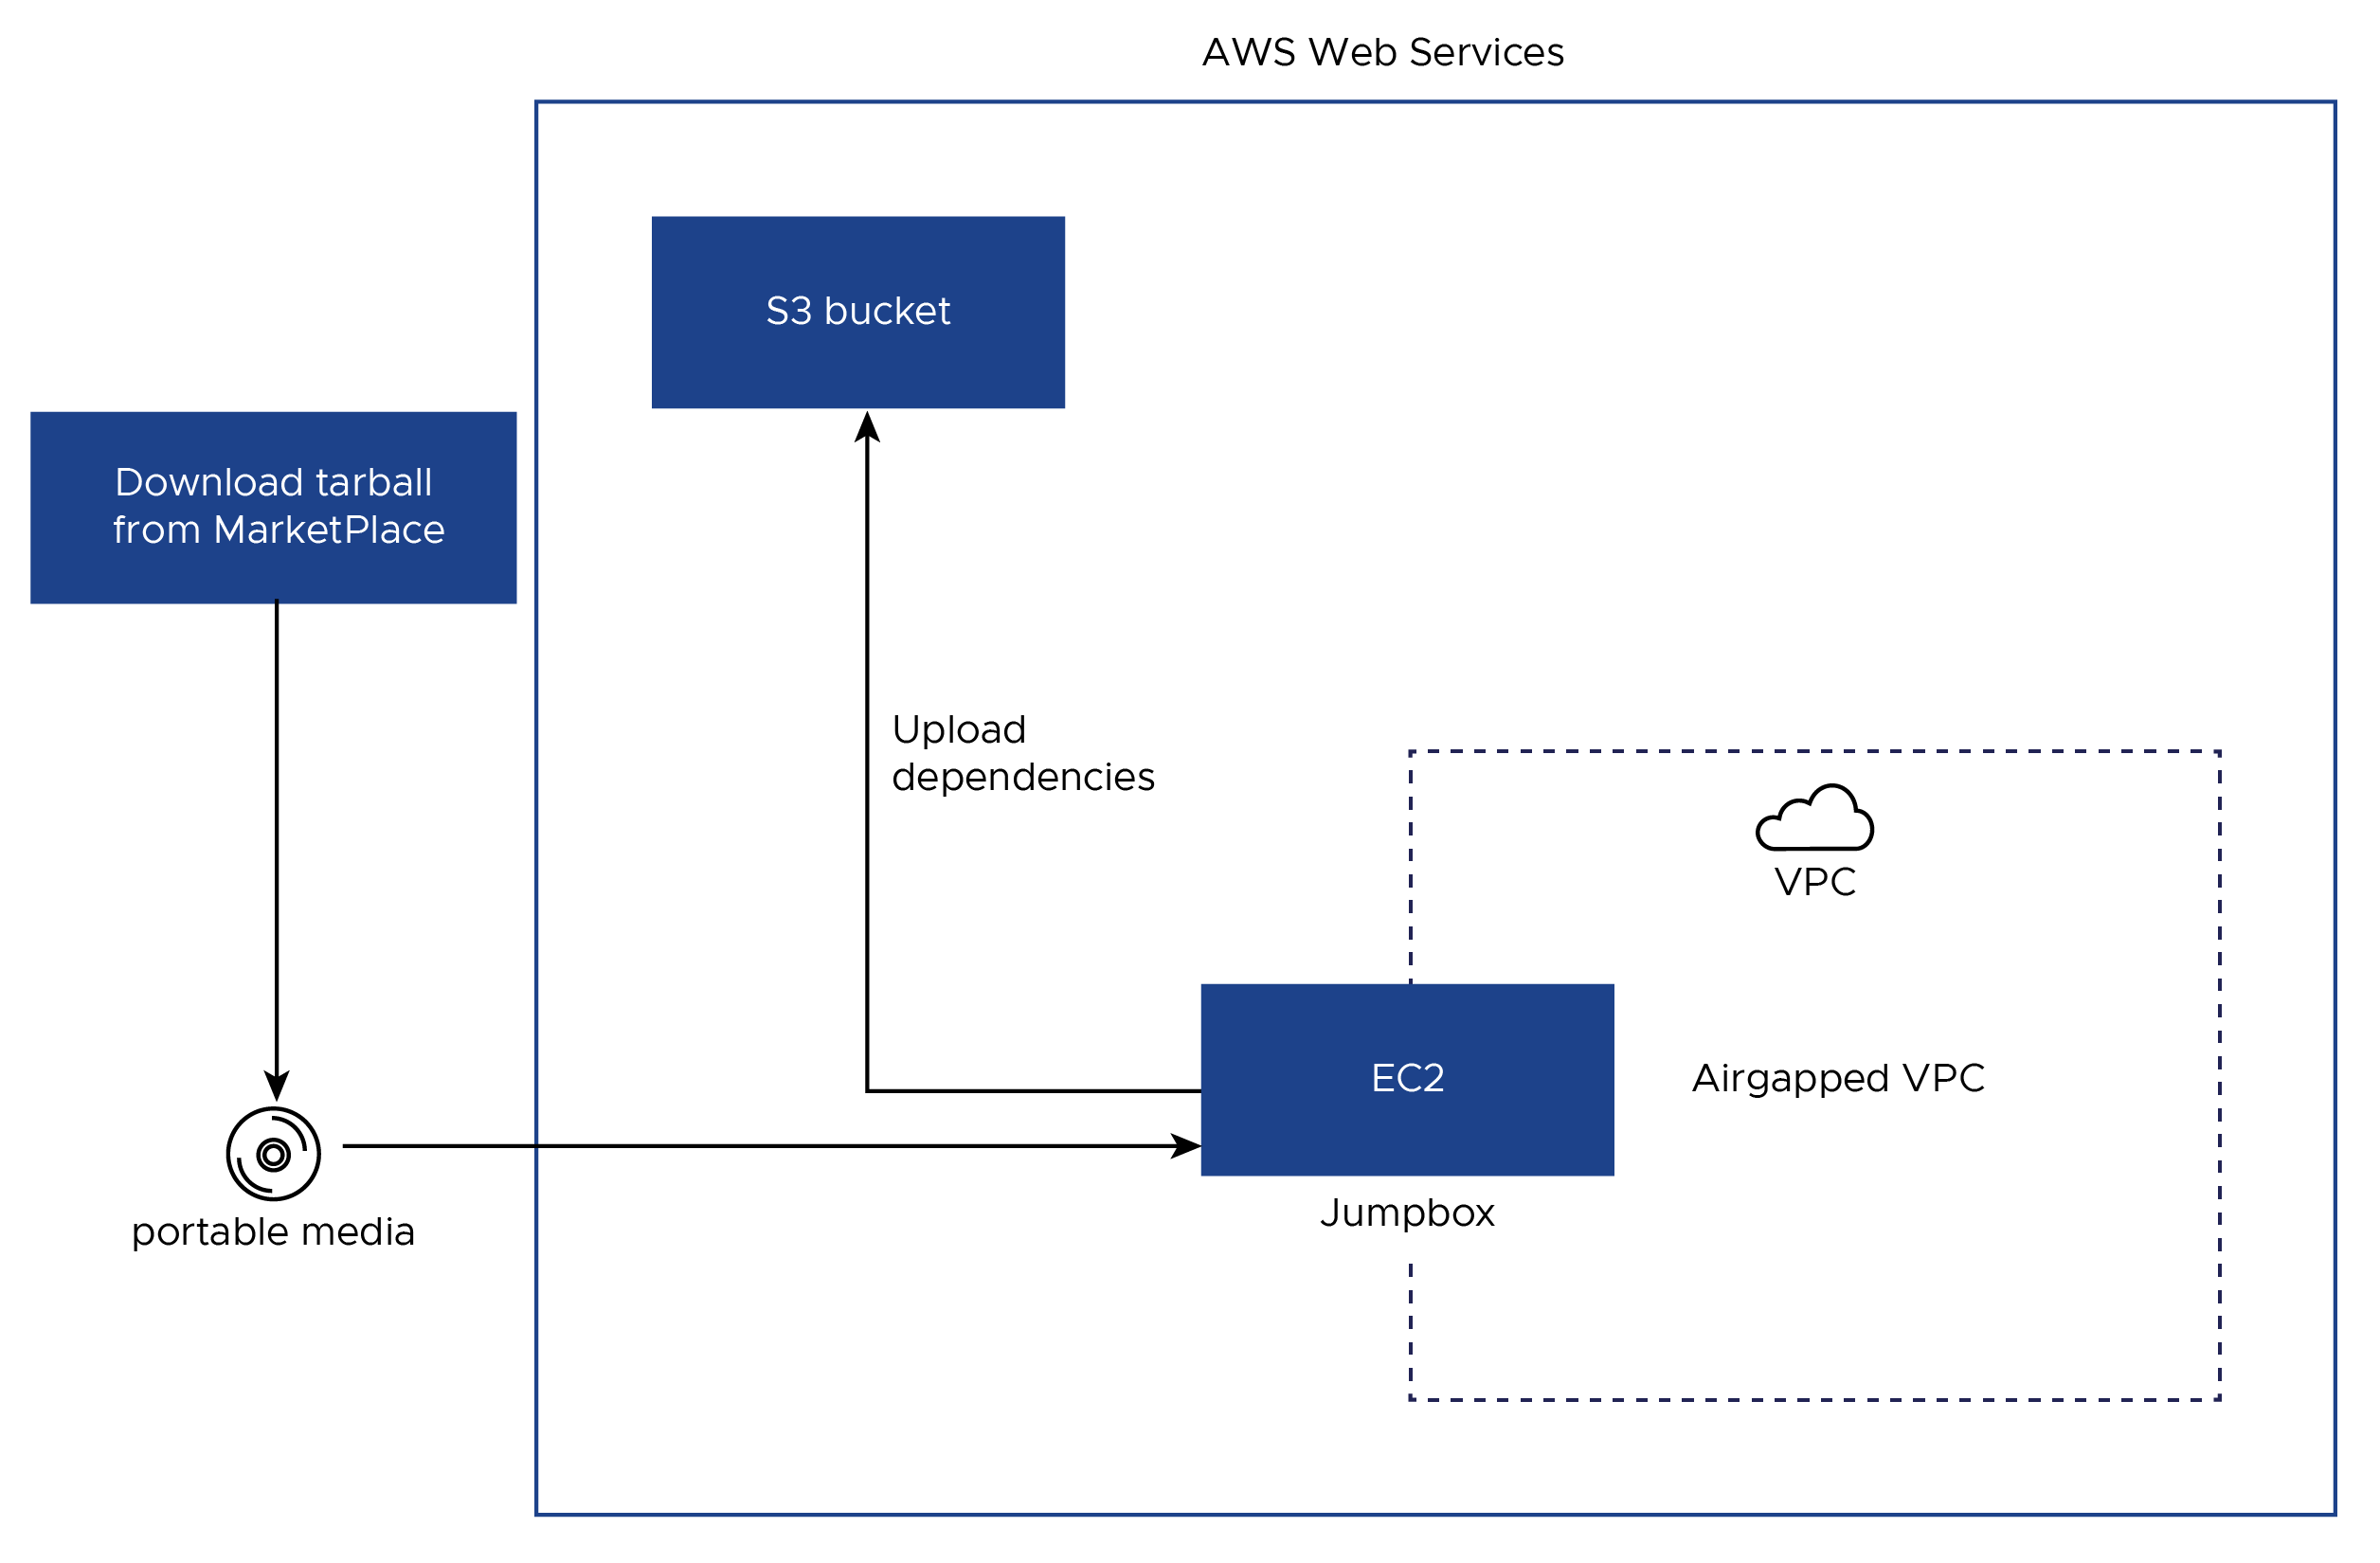 AWS Web Services
S3 bucket
Download tarball
from MarketPlace
Upload
dependencies
VPC
EC2
Airgapped VPC
Jumpbox
portable media